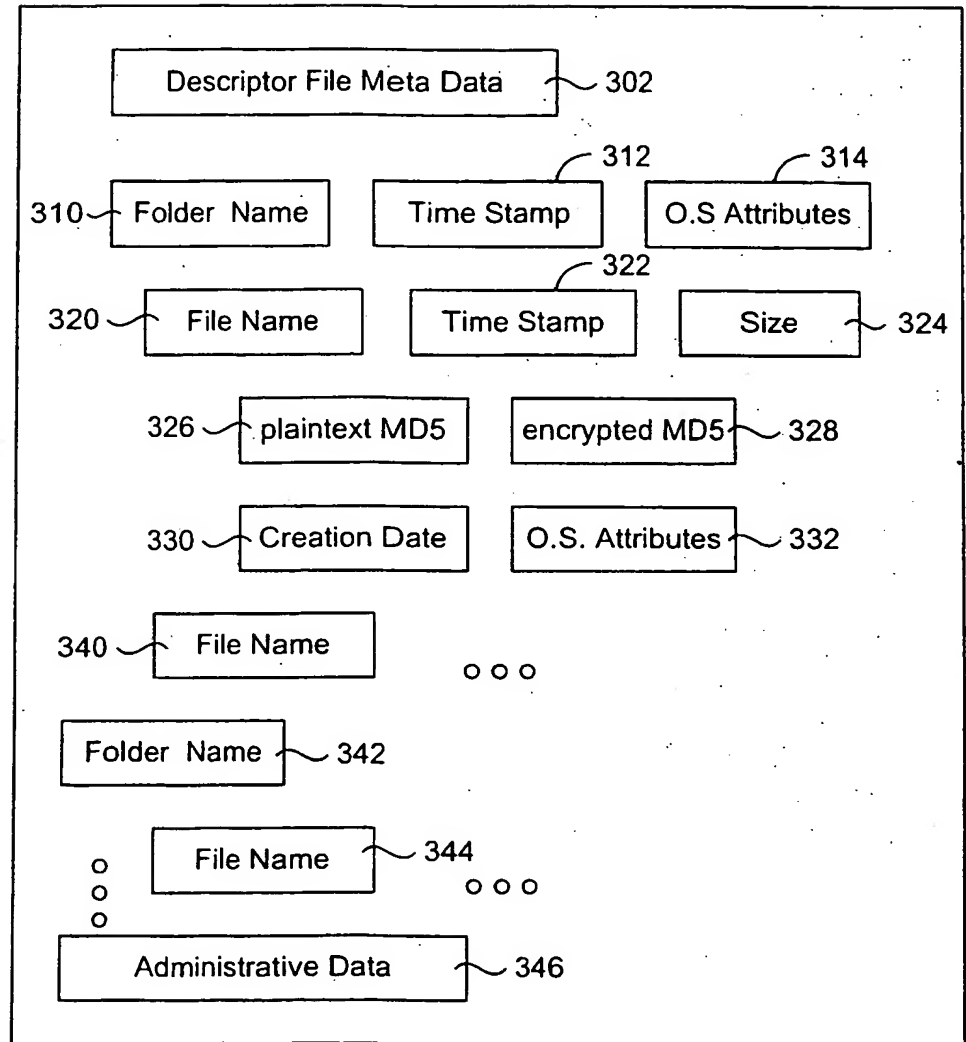 Descriptor File Meta Data 302
312 314
310 Folder Name Time Stamp O.S Attributes
322
320 File Name Time Stamp Size 324
326 plaintext MD5 encrypted MD5 328
330 Creation Date O.S. Attributes 332
340 File Name
Folder Name 342
File Name 344
Administrative Data 346